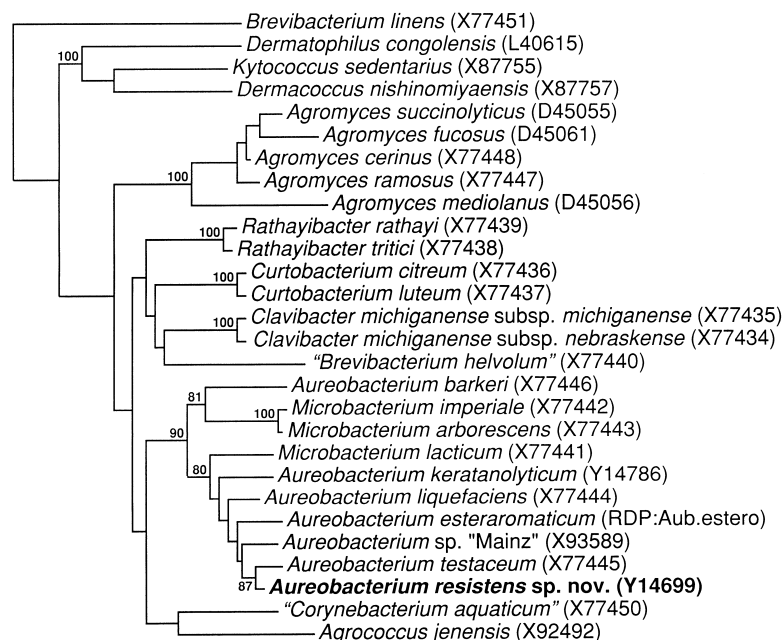 Brevibacterium linens (X77451)
Dermatophilus congolensis (L40615)
100
Kytococcus sedentarius (X87755)
Dermacoccus nishinomiyaensis (X87757)
Agromyces succinolyticus (D45055)
Agromyces fucosus (D45061)
Agromyces cerinus (X77448)
100
Agromyces ramosus (X77447)
Agromyces mediolanus (D45056)
100
Rathayibacter rathayi (X77439)
Rathayibacter tritici (X77438)
100
Curtobacterium citreum (X77436)
Curtobacterium luteum (X77437)
100
Clavibacter michiganense subsp. michiganense (X77435)
Clavibacter michiganense subsp. nebraskense (X77434)
“Brevibacterium helvolum” (X77440)
81
Aureobacterium barkeri (X77446)
100
Microbacterium imperiale (X77442)
90
Microbacterium arborescens (X77443)
Microbacterium lacticum (X77441)
80
Aureobacterium keratanolyticum (Y14786)
Aureobacterium liquefaciens (X77444)
Aureobacterium esteraromaticum (RDP:Aub.estero)
Aureobacterium sp. "Mainz" (X93589)
Aureobacterium testaceum (X77445)
87
Aureobacterium resistens sp. nov. (Y14699)
“Corynebacterium aquaticum” (X77450)
Agrococcus jenensis (X92492)